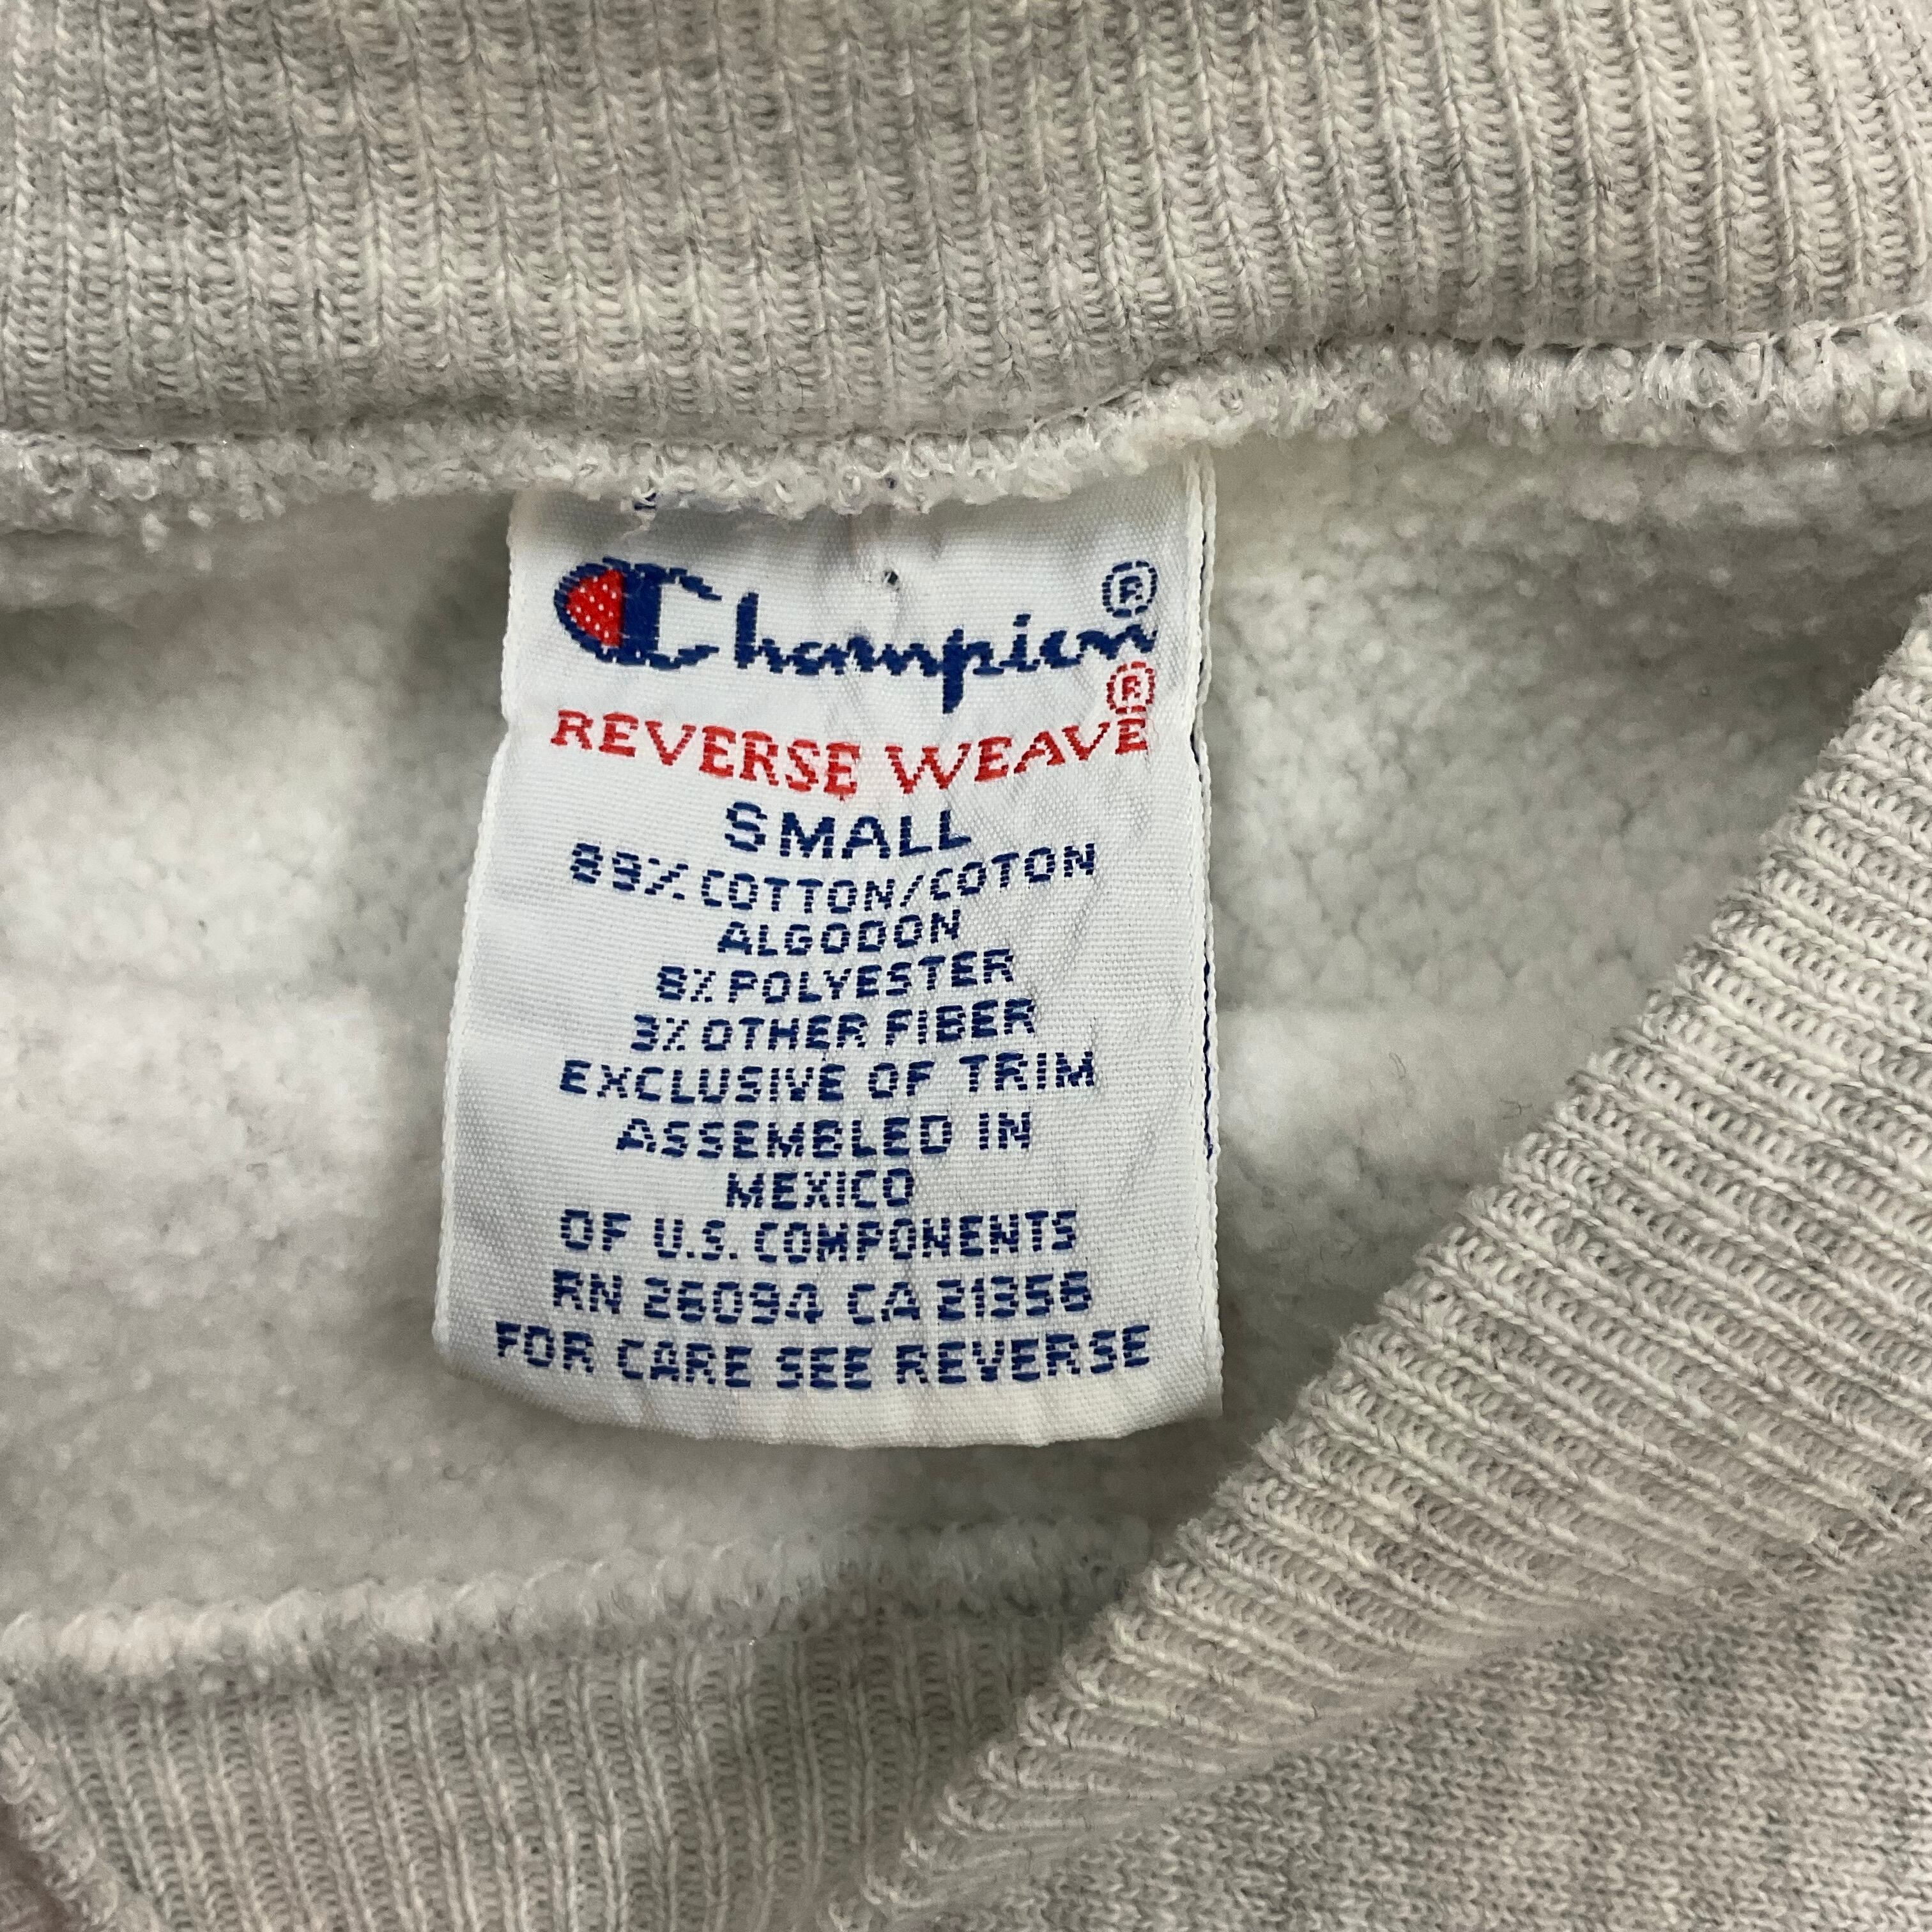 Champion®
REVERSE WEAVE®
SMALL
89% COTTON/COTON
ALGODON
8% POLYESTER
3% OTHER FIBER
EXCLUSIVE OF TRIM
ASSEMBLED IN
MEXICO
OF U.S. COMPONENTS
RN 26094 CA 21356
FOR CARE SEE REVERSE